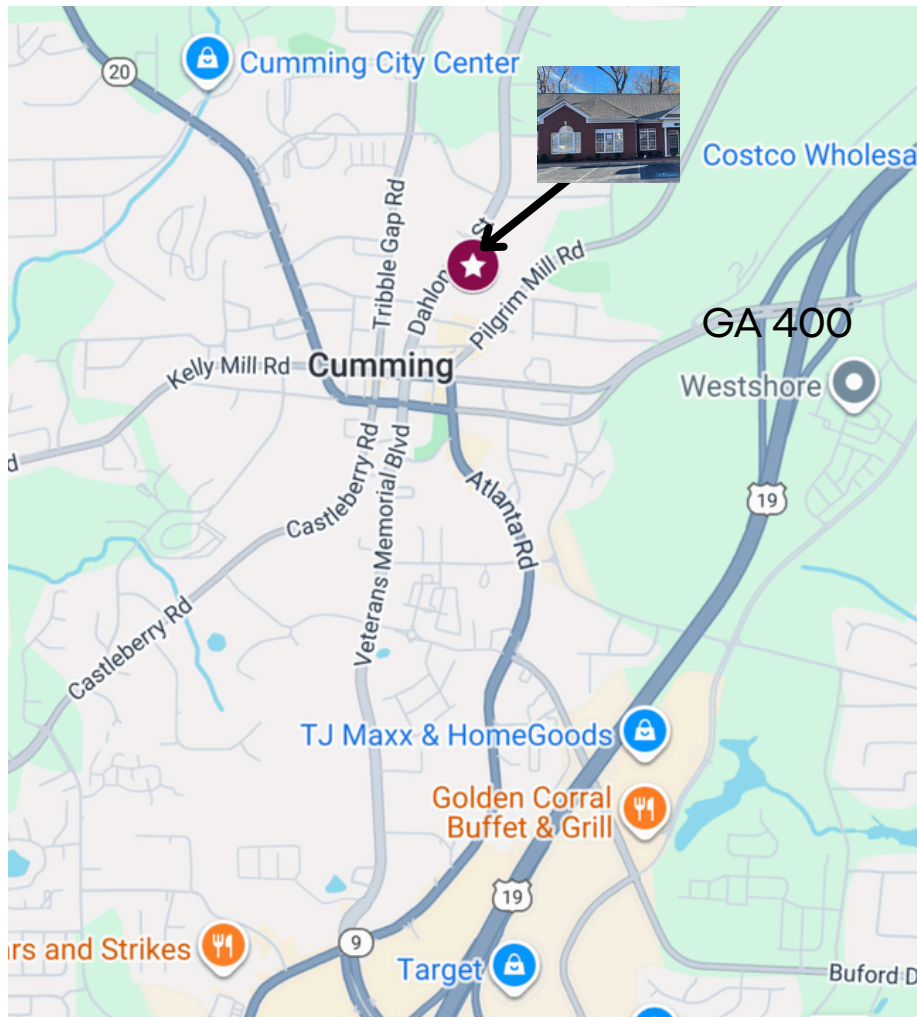 20
Cumming City Center
Costco Wholesa
Tribble Gap Rd
Dahlon
St
Pilgrim Mill Rd
GA 400
Kelly Mill Rd
Cumming
Westshore
d
Castleberry Rd
Veterans Memorial Blvd
Atlanta Rd
19
Castleberry Rd
TJ Maxx & HomeGoods
Golden Corral
Buffet & Grill
19
9
rs and Strikes
Target
Buford D